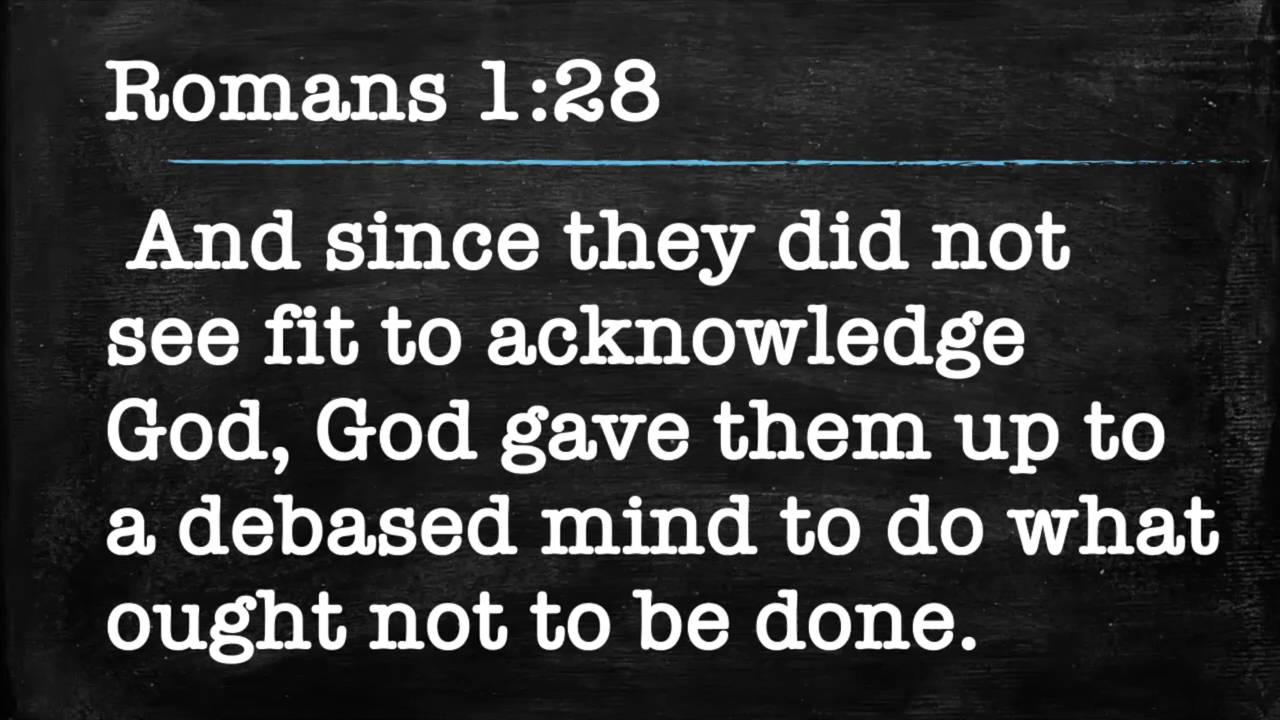 Romans 1:28
And since they did not
see fit to acknowledge
God, God gave them up to
a debased mind to do what
ought not to be done.